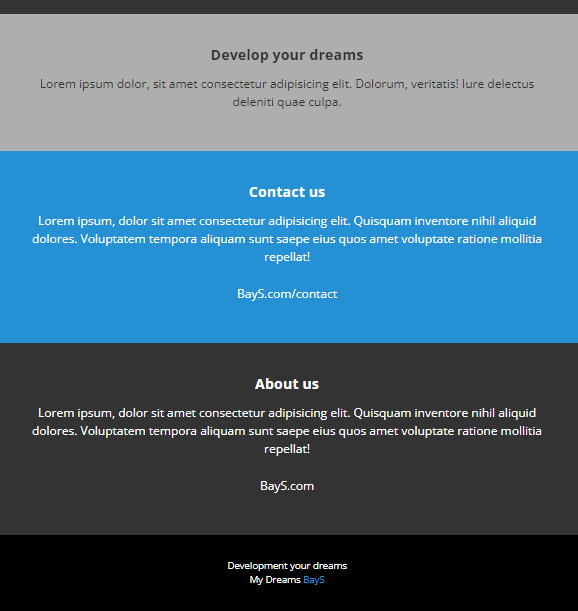 Develop your dreams
Lorem ipsum dolor, sit amet consectetur adipisicing elit. Dolorum, veritatis! Iure delectus
deleniti quae culpa.
Contact us
Lorem ipsum, dolor sit amet consectetur adipisicing elit. Quisquam inventore nihil aliquid
dolores. Voluptatem tempora aliquam sunt saepe eius quos amet voluptate ratione mollitia
repellat!
BayS.com/contact
About us
Lorem ipsum, dolor sit amet consectetur adipisicing elit. Quisquam inventore nihil aliquid
dolores. Voluptatem tempora aliquam sunt saepe eius quos amet voluptate ratione mollitia
repellat!
BayS.com
Development your dreams
My Dreams BayS